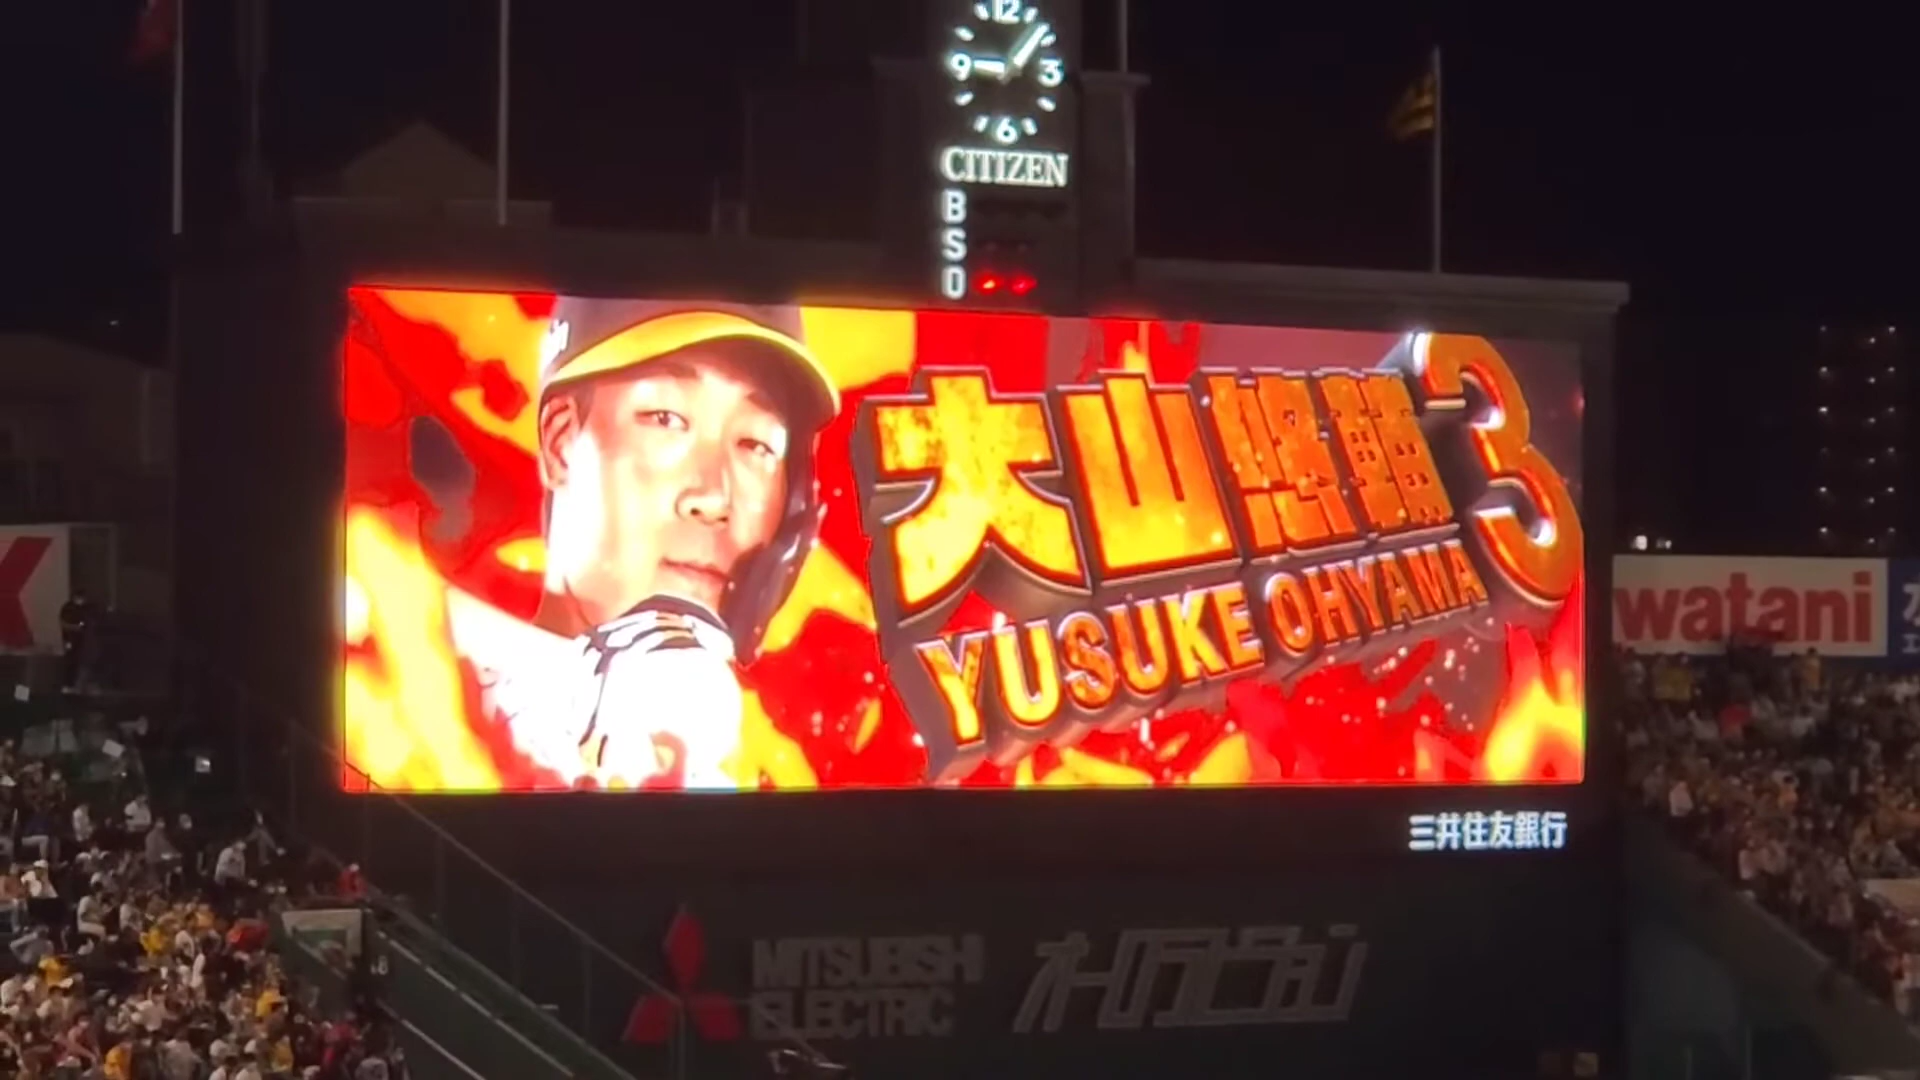 12
9
3
6
CITIZEN
B
S
O
大山悠輔 3
YUSUKE OHYAMA
watani
三井住友銀行
MITSUBISHI
ELECTRIC
オーロラビジョン